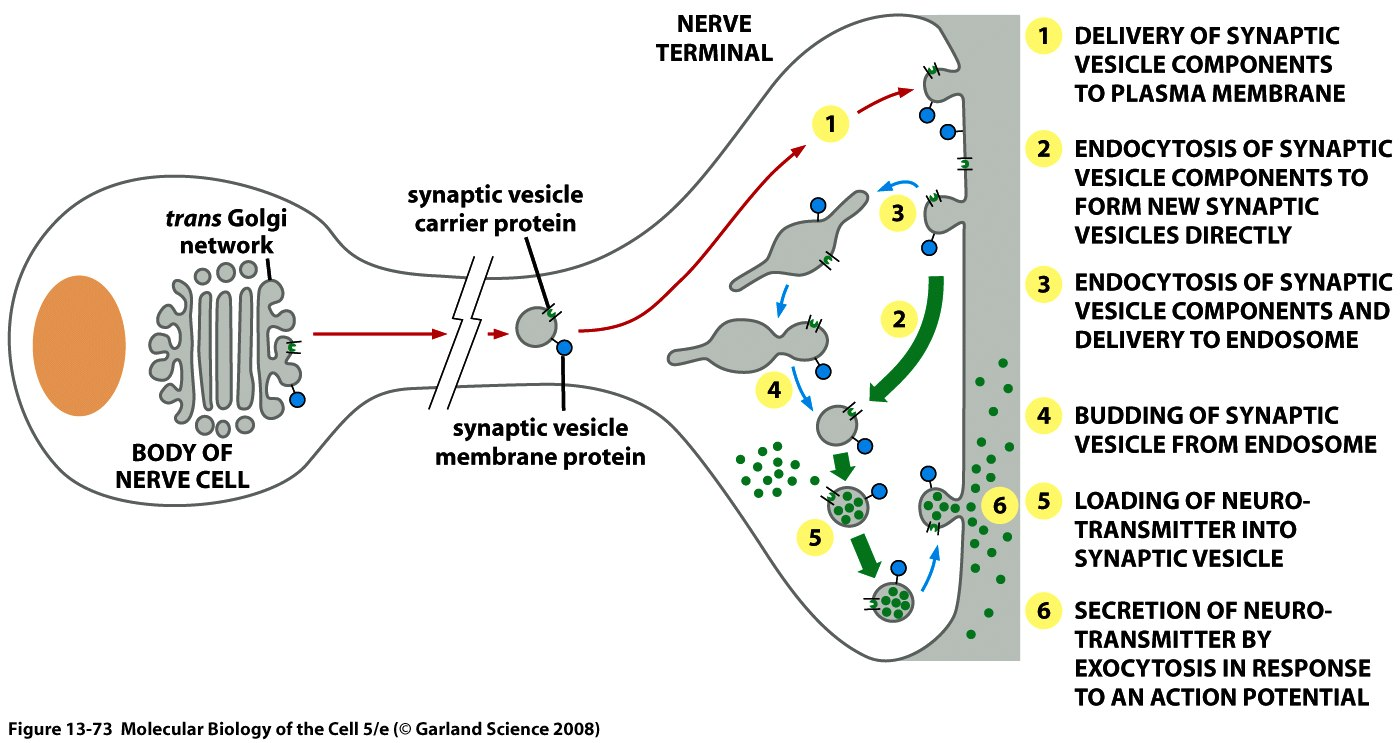 NERVE
TERMINAL
synaptic vesicle
carrier protein
trans Golgi
network
BODY OF
NERVE CELL
synaptic vesicle
membrane protein
1
3
2
4
5
6
1 DELIVERY OF SYNAPTIC
VESICLE COMPONENTS
TO PLASMA MEMBRANE
2 ENDOCYTOSIS OF SYNAPTIC
VESICLE COMPONENTS TO
FORM NEW SYNAPTIC
VESICLES DIRECTLY
3 ENDOCYTOSIS OF SYNAPTIC
VESICLE COMPONENTS AND
DELIVERY TO ENDOSOME
4 BUDDING OF SYNAPTIC
VESICLE FROM ENDOSOME
5 LOADING OF NEURO-
TRANSMITTER INTO
SYNAPTIC VESICLE
6 SECRETION OF NEURO-
TRANSMITTER BY
EXOCYTOSIS IN RESPONSE
TO AN ACTION POTENTIAL
Figure 13-73 Molecular Biology of the Cell 5/e (© Garland Science 2008)